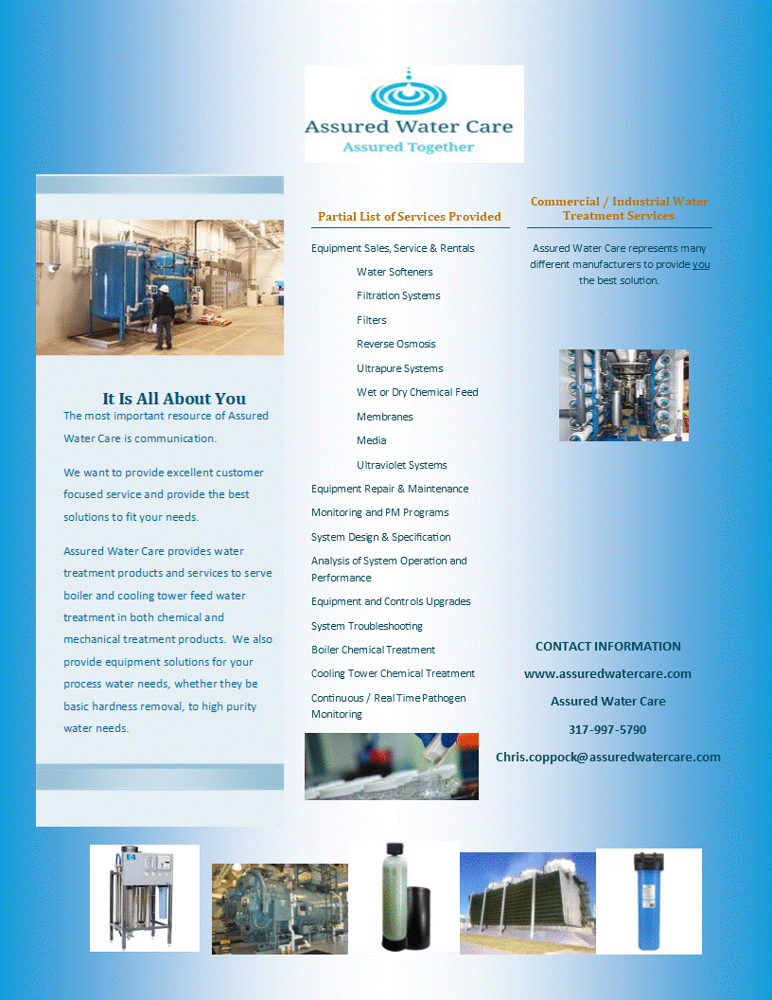 Assured Water Care
Assured Together
It Is All About You
The most important resource of Assured
Water Care is communication.
We want to provide excellent customer
focused service and provide the best
solutions to fit your needs.
Assured Water Care provides water
treatment products and services to serve
boiler and cooling tower feed water
treatment in both chemical and
mechanical treatment products.  We also
provide equipment solutions for your
process water needs, whether they be
basic hardness removal, to high purity
water needs.
Partial List of Services Provided
Equipment Sales, Service & Rentals
Water Softeners
Filtration Systems
Filters
Reverse Osmosis
Ultrapure Systems
Wet or Dry Chemical Feed
Membranes
Media
Ultraviolet Systems
Equipment Repair & Maintenance
Monitoring and PM Programs
System Design & Specification
Analysis of System Operation and
Performance
Equipment and Controls Upgrades
System Troubleshooting
Boiler Chemical Treatment
Cooling Tower Chemical Treatment
Continuous / Real Time Pathogen
Monitoring
Commercial / Industrial Water
Treatment Services
Assured Water Care represents many
different manufacturers to provide you
the best solution.
CONTACT INFORMATION
www.assuredwatercare.com
Assured Water Care
317-997-5790
Chris.coppock@assuredwatercare.com
E4